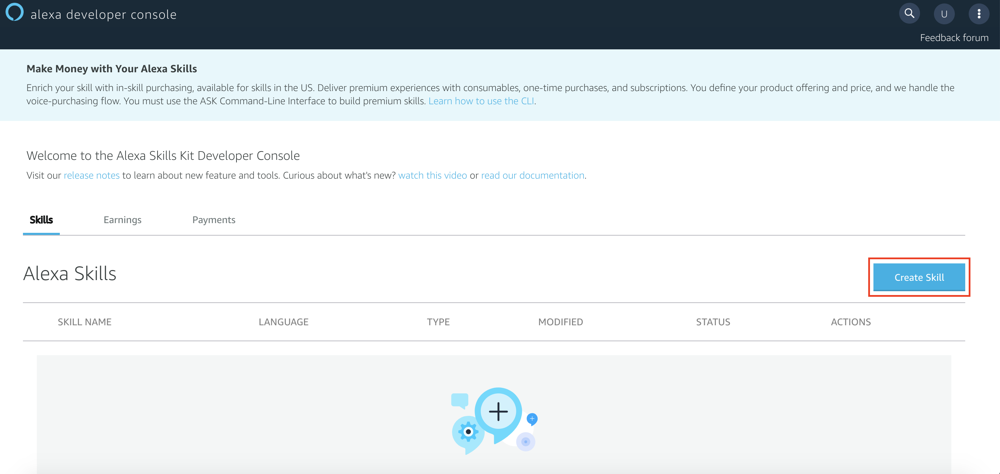 alexa developer console
U
Feedback forum
Make Money with Your Alexa Skills
Enrich your skill with in-skill purchasing, available for skills in the US. Deliver premium experiences with consumables, one-time purchases, and subscriptions. You define your product offering and price, and we handle the
voice-purchasing flow. You must use the ASK Command-Line Interface to build premium skills. Learn how to use the CLI.
Welcome to the Alexa Skills Kit Developer Console
Visit our release notes to learn about new feature and tools. Curious about what's new? watch this video or read our documentation.
Skills Earnings Payments
Alexa Skills
Create Skill
SKILL NAME LANGUAGE TYPE MODIFIED STATUS ACTIONS